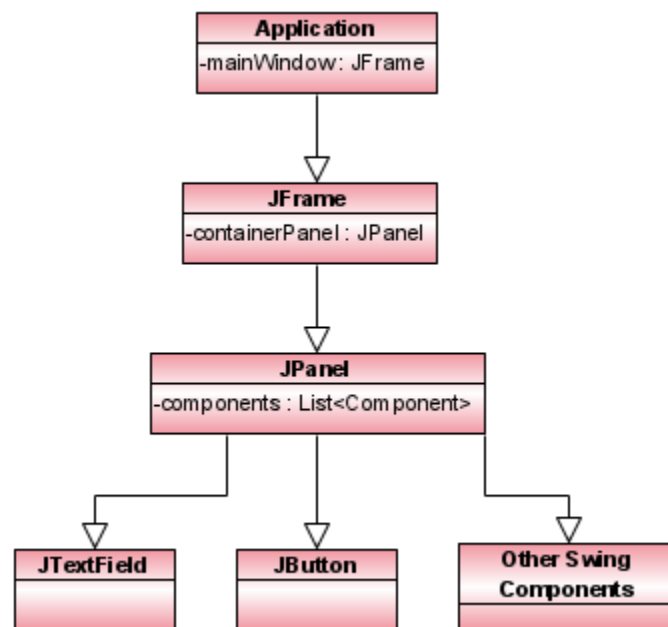 Application
-mainWindow: JFrame
JFrame
-containerPanel : JPanel
JPanel
-components : List<Component>
JTextField
JButton
Other Swing
Components